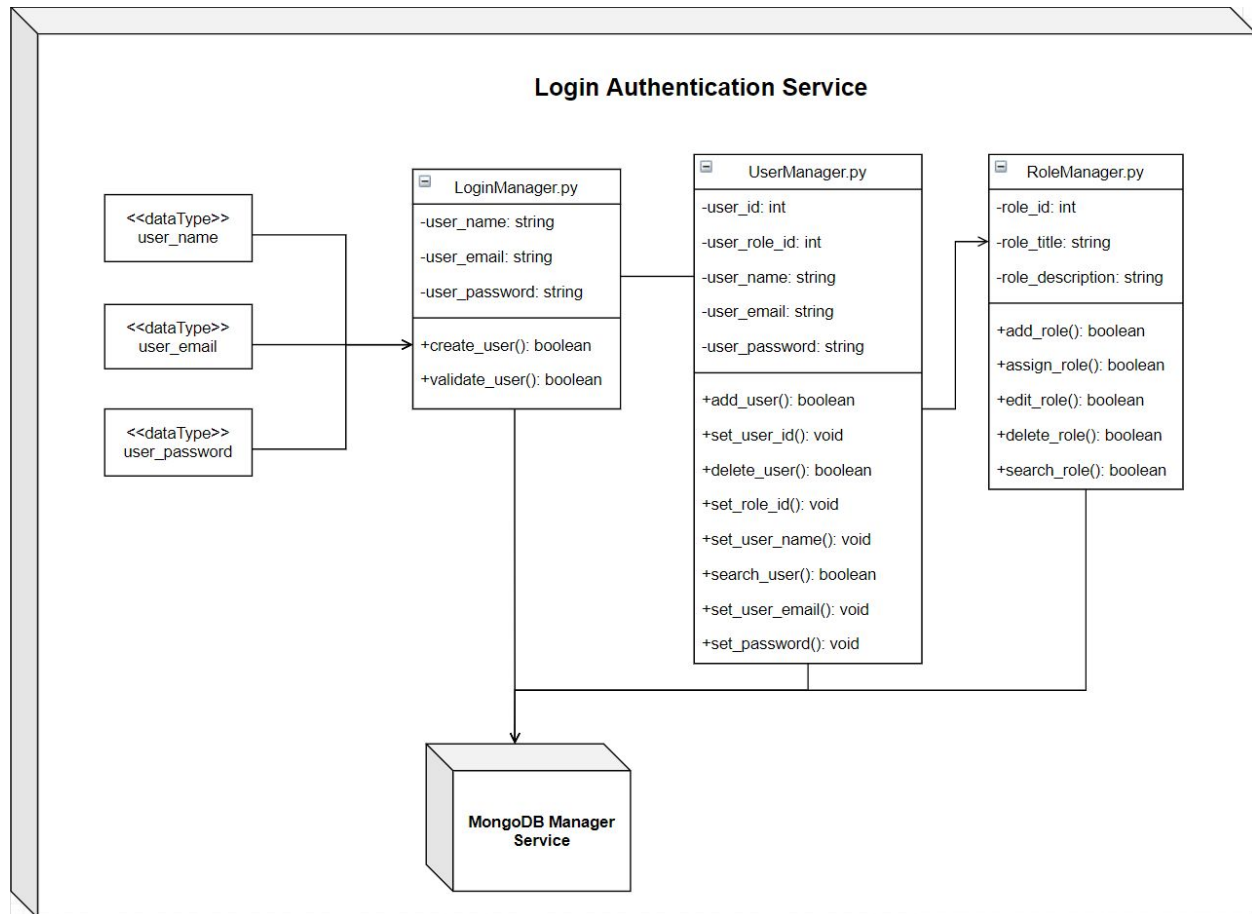 Login Authentication Service
<<dataType>>
user_name
<<dataType>>
user_email
<<dataType>>
user_password
LoginManager.py
-user_name: string
-user_email: string
-user_password: string
+create_user(): boolean
+validate_user(): boolean
UserManager.py
-user_id: int
-user_role_id: int
-user_name: string
-user_email: string
-user_password: string
+add_user(): boolean
+set_user_id(): void
+delete_user(): boolean
+set_role_id(): void
+set_user_name(): void
+search_user(): boolean
+set_user_email(): void
+set_password(): void
RoleManager.py
-role_id: int
-role_title: string
-role_description: string
+add_role(): boolean
+assign_role(): boolean
+edit_role(): boolean
+delete_role(): boolean
+search_role(): boolean
MongoDB Manager
Service